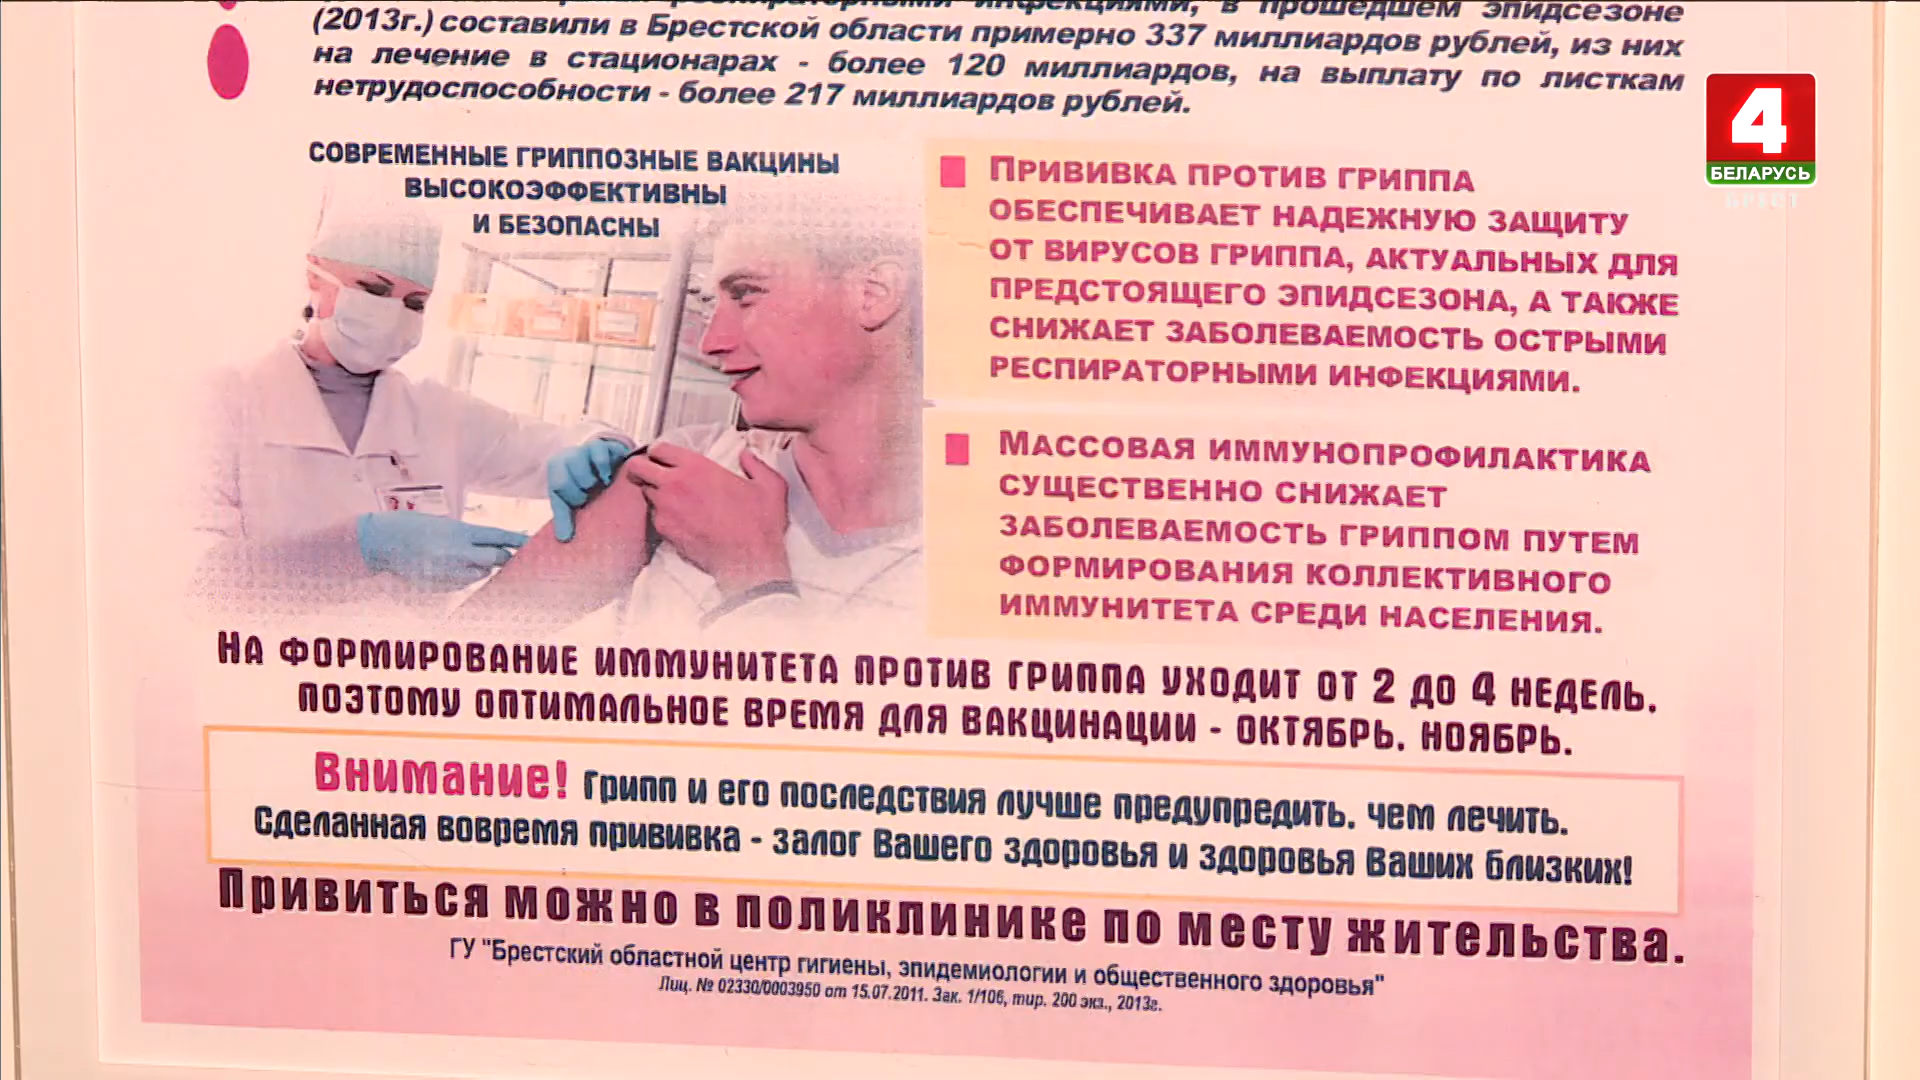 респираторными инфекциями, в прошедшем эпидсезоне
(2013г.) составили в Брестской области примерно 337 миллиардов рублей, из них
на лечение в стационарах - более 120 миллиардов, на выплату по листкам
нетрудоспособности - более 217 миллиардов рублей.
СОВРЕМЕННЫЕ ГРИППОЗНЫЕ ВАКЦИНЫ
ВЫСОКОЭФФЕКТИВНЫ
И БЕЗОПАСНЫ
ПРИВИВКА ПРОТИВ ГРИППА
ОБЕСПЕЧИВАЕТ НАДЕЖНУЮ ЗАЩИТУ
ОТ ВИРУСОВ ГРИППА, АКТУАЛЬНЫХ ДЛЯ
ПРЕДСТОЯЩЕГО ЭПИДСЕЗОНА, А ТАКЖЕ
СНИЖАЕТ ЗАБОЛЕВАЕМОСТЬ ОСТРЫМИ
РЕСПИРАТОРНЫМИ ИНФЕКЦИЯМИ.
МАССОВАЯ ИММУНОПРОФИЛАКТИКА
СУЩЕСТВЕННО СНИЖАЕТ
ЗАБОЛЕВАЕМОСТЬ ГРИППОМ ПУТЕМ
ФОРМИРОВАНИЯ КОЛЛЕКТИВНОГО
ИММУНИТЕТА СРЕДИ НАСЕЛЕНИЯ.
НА ФОРМИРОВАНИЕ ИММУНИТЕТА ПРОТИВ ГРИППА УХОДИТ ОТ 2 ДО 4 НЕДЕЛЬ.
ПОЭТОМУ ОПТИМАЛЬНОЕ ВРЕМЯ ДЛЯ ВАКЦИНАЦИИ - ОКТЯБРЬ. НОЯБРЬ.
Внимание! Грипп и его последствия лучше предупредить. чем лечить.
Сделанная вовремя прививка - залог Вашего здоровья и здоровья Ваших близких!
Привиться можно в поликлинике по месту жительства.
ГУ "Брестский областной центр гигиены, эпидемиологии и общественного здоровья"
Лиц. № 02330/0003950 от 15.07.2011. Зак. 1/106, тир. 200 экз., 2013г.
4
БЕЛАРУСЬ
БРЕСТ